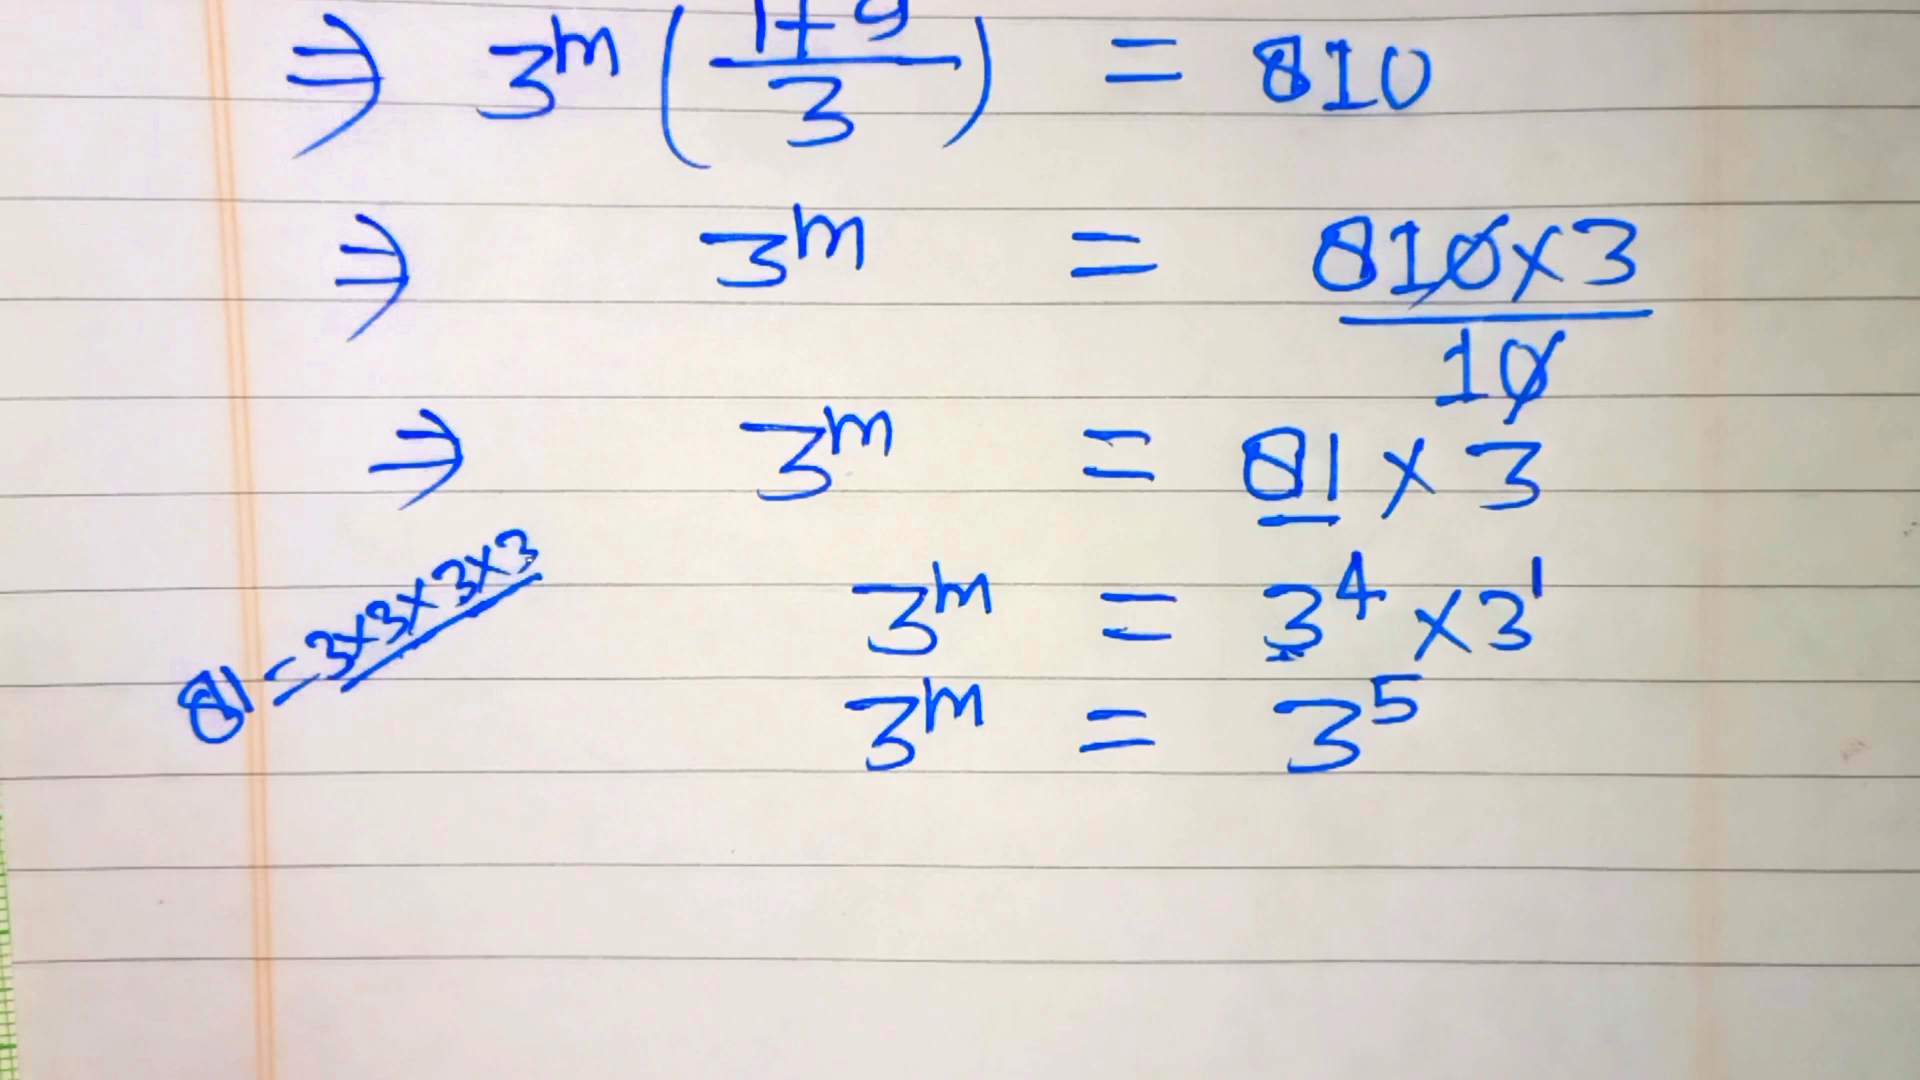 ⇒ 3^m ( (1+9)/3 ) = 810
⇒ 3^m = (810×3)/10
⇒ 3^m = 81 × 3
81 = 3×3×3×3
3^m = 3^4 × 3^1
3^m = 3^5